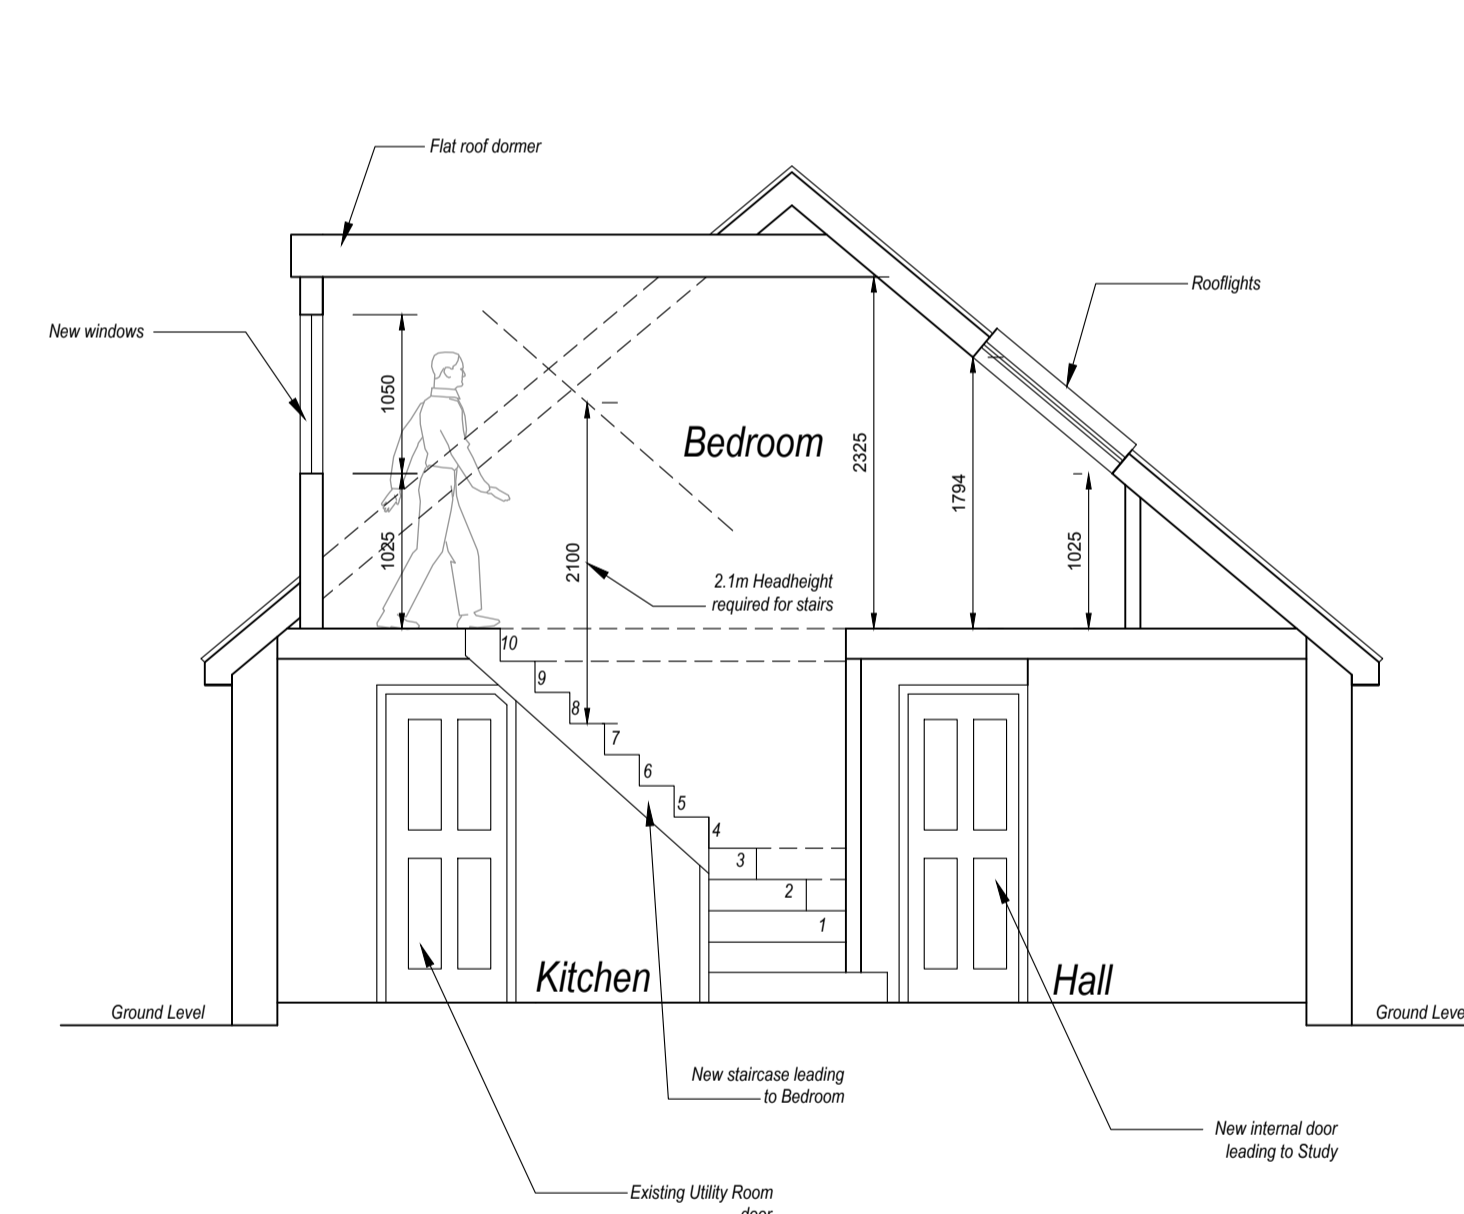 Flat roof dormer
Rooflights
New windows
1050
Bedroom
2325
1794
1025
2100
1025
2.1m Headheight
required for stairs
10
9
8
7
6
5
4
3
2
1
Kitchen
Hall
Ground Level
Ground Leve
New staircase leading
to Bedroom
New internal door
leading to Study
Existing Utility Room
door